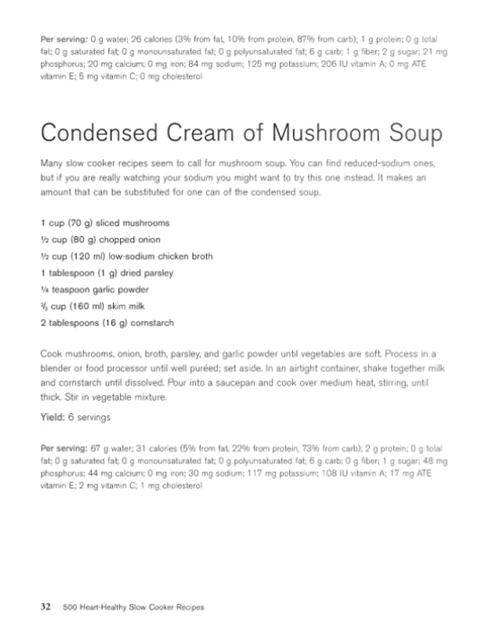 Per serving: 0 g water; 26 calories (3% from fat, 10% from protein, 87% from carb); 1 g protein; 0 g total
fat; 0 g saturated fat; 0 g monounsaturated fat; 0 g polyunsaturated fat; 6 g carb; 1 g fiber; 2 g sugar; 21 mg
phosphorus; 20 mg calcium; 0 mg iron; 84 mg sodium; 125 mg potassium; 206 IU vitamin A; 0 mg ATE
vitamin E; 5 mg vitamin C; 0 mg cholesterol
Condensed Cream of Mushroom Soup
Many slow cooker recipes seem to call for mushroom soup. You can find reduced-sodium ones,
but if you are really watching your sodium you might want to try this one instead. It makes an
amount that can be substituted for one can of the condensed soup.
1 cup (70 g) sliced mushrooms
½ cup (80 g) chopped onion
½ cup (120 ml) low-sodium chicken broth
1 tablespoon (1 g) dried parsley
¼ teaspoon garlic powder
⅔ cup (160 ml) skim milk
2 tablespoons (16 g) cornstarch
Cook mushrooms, onion, broth, parsley, and garlic powder until vegetables are soft. Process in a
blender or food processor until well puréed; set aside. In an airtight container, shake together milk
and cornstarch until dissolved. Pour into a saucepan and cook over medium heat, stirring, until
thick. Stir in vegetable mixture.
Yield: 6 servings
Per serving: 67 g water; 31 calories (5% from fat, 22% from protein, 73% from carb); 2 g protein; 0 g total
fat; 0 g saturated fat; 0 g monounsaturated fat; 0 g polyunsaturated fat; 6 g carb; 0 g fiber; 1 g sugar; 48 mg
phosphorus; 44 mg calcium; 0 mg iron; 30 mg sodium; 117 mg potassium; 108 IU vitamin A; 17 mg ATE
vitamin E; 2 mg vitamin C; 1 mg cholesterol
32 500 Heart-Healthy Slow Cooker Recipes